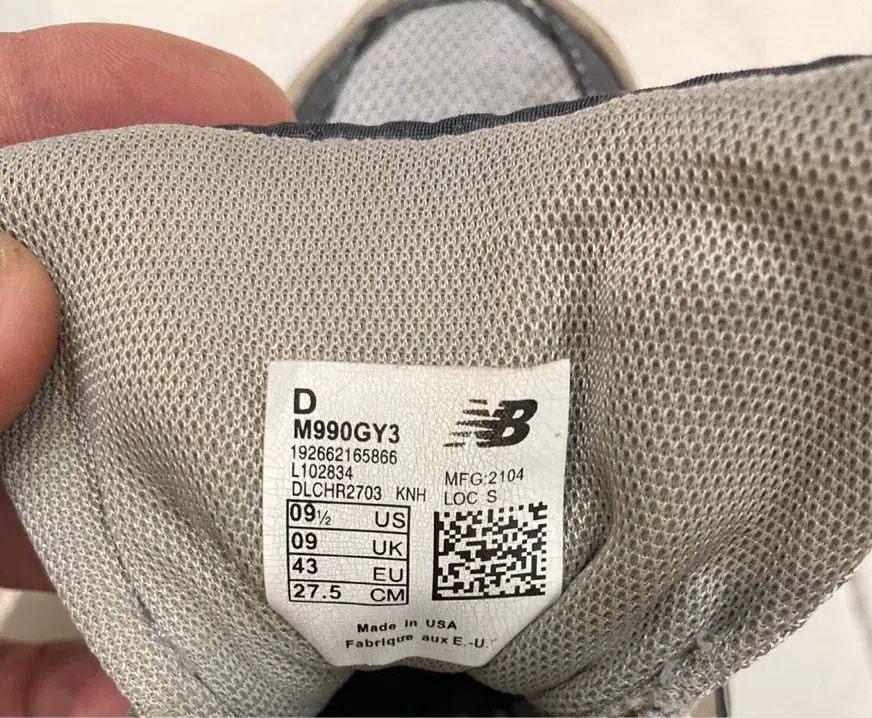 D
M990GY3
192662165866
L102834
DLCHR2703 KNH
NB
MFG:2104
LOC S
09½ US
09 UK
43 EU
27.5 CM
Made in USA
Fabrique aux E.-U.